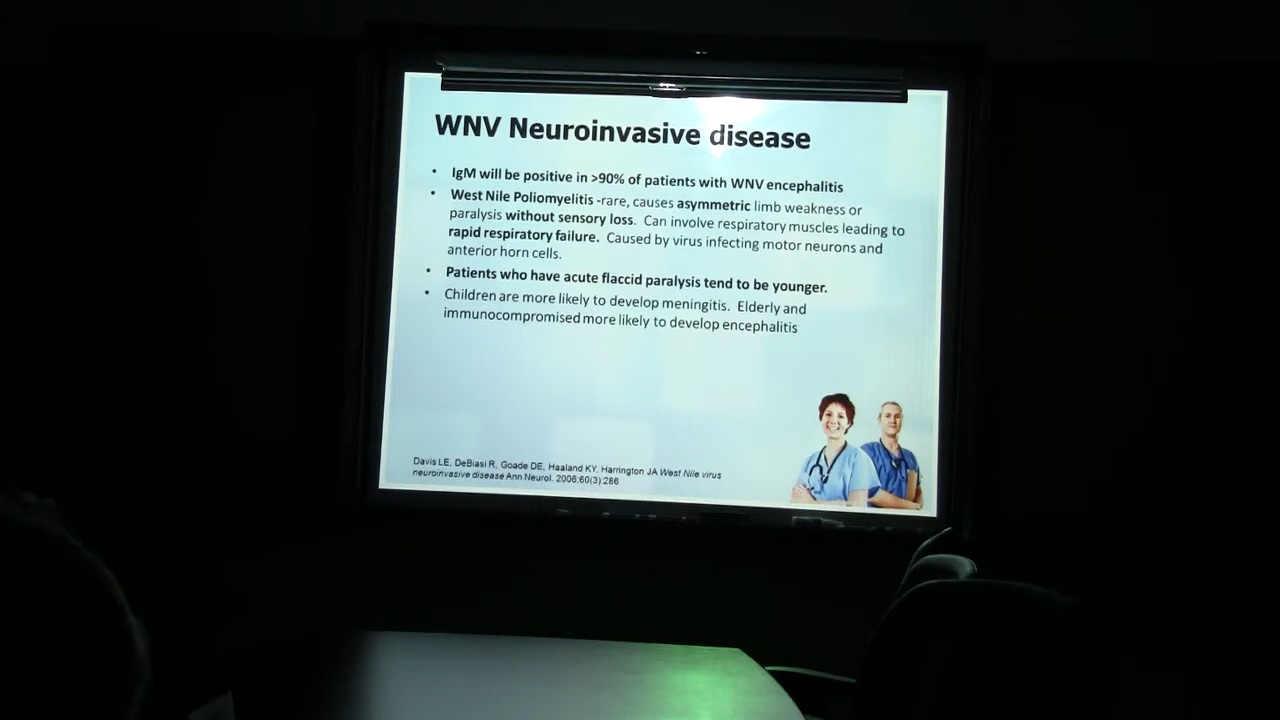 WNV Neuroinvasive disease
• IgM will be positive in >90% of patients with WNV encephalitis
• West Nile Poliomyelitis -rare, causes asymmetric limb weakness or
paralysis without sensory loss. Can involve respiratory muscles leading to
rapid respiratory failure. Caused by virus infecting motor neurons and
anterior horn cells.
• Patients who have acute flaccid paralysis tend to be younger.
• Children are more likely to develop meningitis. Elderly and
immunocompromised more likely to develop encephalitis
Davis LE, DeBiasi R, Goade DE, Haaland KY, Harrington JA West Nile virus
neuroinvasive disease Ann Neurol. 2006;60(3):286